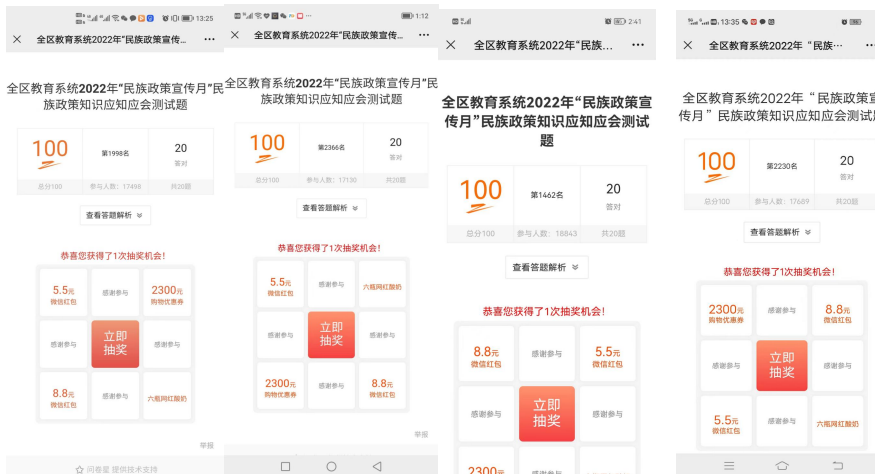 13:25
× 全区教育系统2022年“民族政策宣传... ...
全区教育系统2022年“民族政策宣传月”民
族政策知识应知应会测试题
100
第1998名
20
答对
总分100 参与人数：17498 共20题
查看答题解析
恭喜您获得了1次抽奖机会！
5.5元
微信红包
感谢参与
2300元
购物优惠券
感谢参与
立即
抽奖
感谢参与
8.8元
微信红包
感谢参与
六瓶网红酸奶
举报
问卷星 提供技术支持
1:12
× 全区教育系统2022年“民族政策宣传... ...
全区教育系统2022年“民族政策宣传月”民
族政策知识应知应会测试题
100
第2366名
20
答对
总分100 参与人数：17130 共20题
查看答题解析
恭喜您获得了1次抽奖机会！
5.5元
微信红包
感谢参与
六瓶网红酸奶
感谢参与
立即
抽奖
感谢参与
2300元
购物优惠券
感谢参与
8.8元
微信红包
举报
2:41
× 全区教育系统2022年“民族... ...
全区教育系统2022年“民族政策宣
传月”民族政策知识应知应会测试
题
100
第1462名
20
答对
总分100 参与人数：18843 共20题
查看答题解析
恭喜您获得了1次抽奖机会！
8.8元
微信红包
感谢参与
5.5元
微信红包
感谢参与
立即
抽奖
感谢参与
2300元
感谢参与
13:35
× 全区教育系统2022年“民族… ...
全区教育系统2022年“民族政策宣
传月”民族政策知识应知应会测试题
100
第2230名
20
答对
总分100 参与人数：17689 共20题
查看答题解析
恭喜您获得了1次抽奖机会！
2300元
购物优惠券
感谢参与
8.8元
微信红包
感谢参与
立即
抽奖
感谢参与
5.5元
微信红包
感谢参与
六瓶网红酸奶